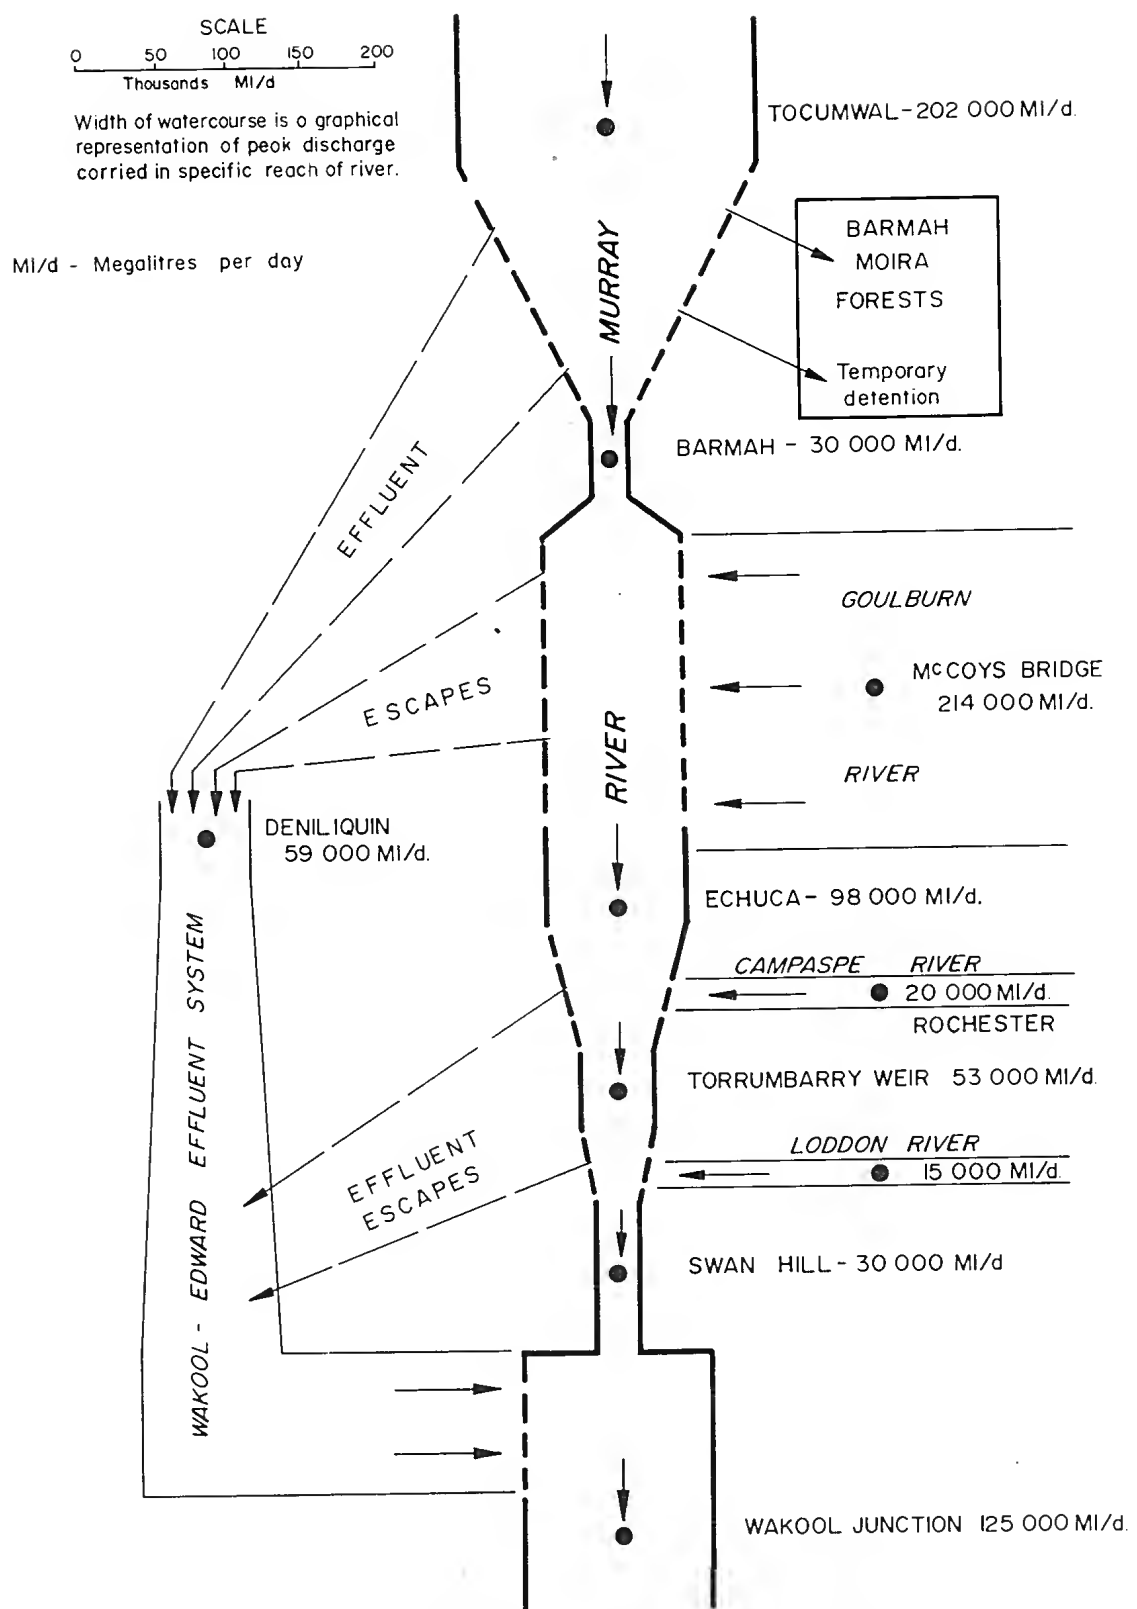 SCALE
0 50 100 150 200
Thousands Ml/d
Width of watercourse is a graphical
representation of peak discharge
carried in specific reach of river.
Ml/d - Megalitres per day
TOCUMWAL-202 000 Ml/d.
BARMAH
MOIRA
FORESTS
Temporary
detention
MURRAY
BARMAH - 30 000 Ml/d.
EFFLUENT
ESCAPES
GOULBURN
McCOYS BRIDGE
214 000 Ml/d.
RIVER
RIVER
DENILIQUIN
59 000 Ml/d.
ECHUCA- 98 000 Ml/d.
CAMPASPE RIVER
20 000 Ml/d.
ROCHESTER
TORRUMBARRY WEIR 53 000 Ml/d.
LODDON RIVER
15 000 Ml/d.
EFFLUENT
ESCAPES
WAKOOL- EDWARD EFFLUENT SYSTEM
SWAN HILL- 30 000 Ml/d
WAKOOL JUNCTION 125 000 Ml/d.